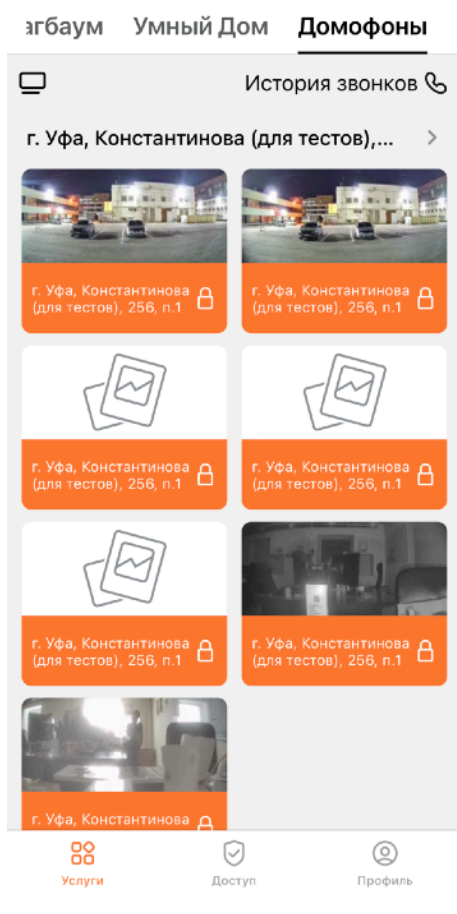 агбаум Умный Дом Домофоны
История звонков
г. Уфа, Константинова (для тестов),...
г. Уфа, Константинова
(для тестов), 256, п.1
г. Уфа, Константинова
(для тестов), 256, п.1
г. Уфа, Константинова
(для тестов), 256, п.1
г. Уфа, Константинова
(для тестов), 256, п.1
г. Уфа, Константинова
(для тестов), 256, п.1
г. Уфа, Константинова
(для тестов), 256, п.1
г. Уфа, Константинова
Услуги Доступ Профиль